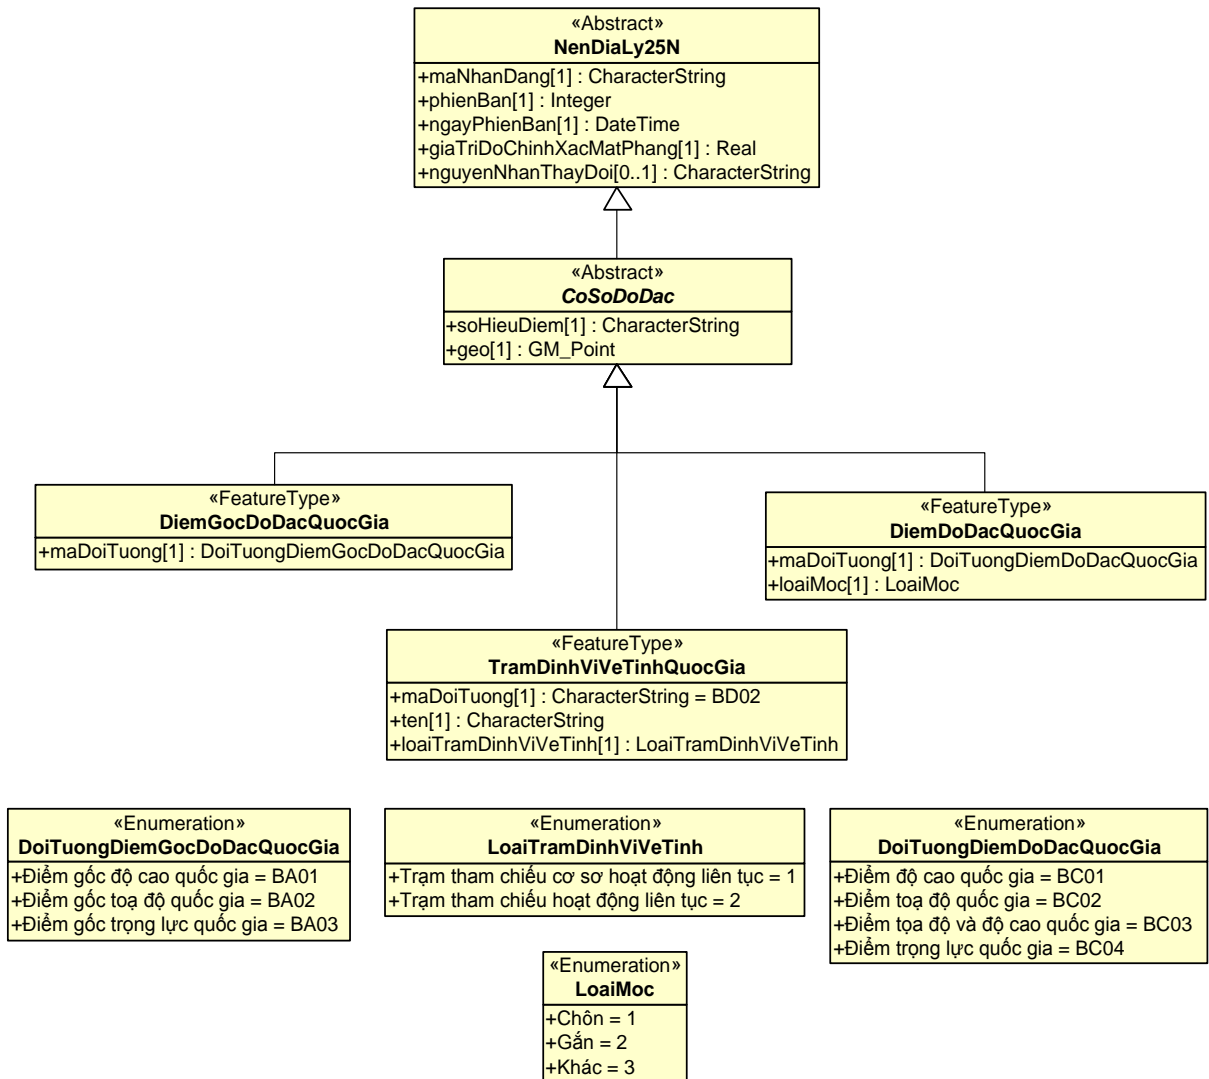 «Abstract»
NenDiaLy25N
+maNhanDang[1] : CharacterString
+phienBan[1] : Integer
+ngayPhienBan[1] : DateTime
+giaTriDoChinhXacMatPhang[1] : Real
+nguyenNhanThayDoi[0..1] : CharacterString
«Abstract»
CoSoDoDac
+soHieuDiem[1] : CharacterString
+geo[1] : GM_Point
«FeatureType»
DiemGocDoDacQuocGia
+maDoiTuong[1] : DoiTuongDiemGocDoDacQuocGia
«FeatureType»
DiemDoDacQuocGia
+maDoiTuong[1] : DoiTuongDiemDoDacQuocGia
+loaiMoc[1] : LoaiMoc
«FeatureType»
TramDinhViVeTinhQuocGia
+maDoiTuong[1] : CharacterString = BD02
+ten[1] : CharacterString
+loaiTramDinhViVeTinh[1] : LoaiTramDinhViVeTinh
«Enumeration»
DoiTuongDiemGocDoDacQuocGia
+Điểm gốc độ cao quốc gia = BA01
+Điểm gốc toạ độ quốc gia = BA02
+Điểm gốc trọng lực quốc gia = BA03
«Enumeration»
LoaiTramDinhViVeTinh
+Trạm tham chiếu cơ sơ hoạt động liên tục = 1
+Trạm tham chiếu hoạt động liên tục = 2
«Enumeration»
DoiTuongDiemDoDacQuocGia
+Điểm độ cao quốc gia = BC01
+Điểm toạ độ quốc gia = BC02
+Điểm tọa độ và độ cao quốc gia = BC03
+Điểm trọng lực quốc gia = BC04
«Enumeration»
LoaiMoc
+Chôn = 1
+Gắn = 2
+Khác = 3